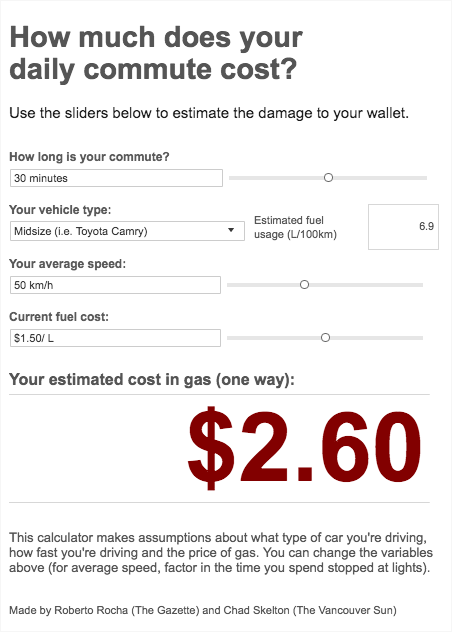 How much does your
daily commute cost?
Use the sliders below to estimate the damage to your wallet.
How long is your commute?
30 minutes
Your vehicle type:
Midsize (i.e. Toyota Camry)
Estimated fuel
usage (L/100km)
6.9
Your average speed:
50 km/h
Current fuel cost:
$1.50/ L
Your estimated cost in gas (one way):
$2.60
This calculator makes assumptions about what type of car you're driving,
how fast you're driving and the price of gas. You can change the variables
above (for average speed, factor in the time you spend stopped at lights).
Made by Roberto Rocha (The Gazette) and Chad Skelton (The Vancouver Sun)